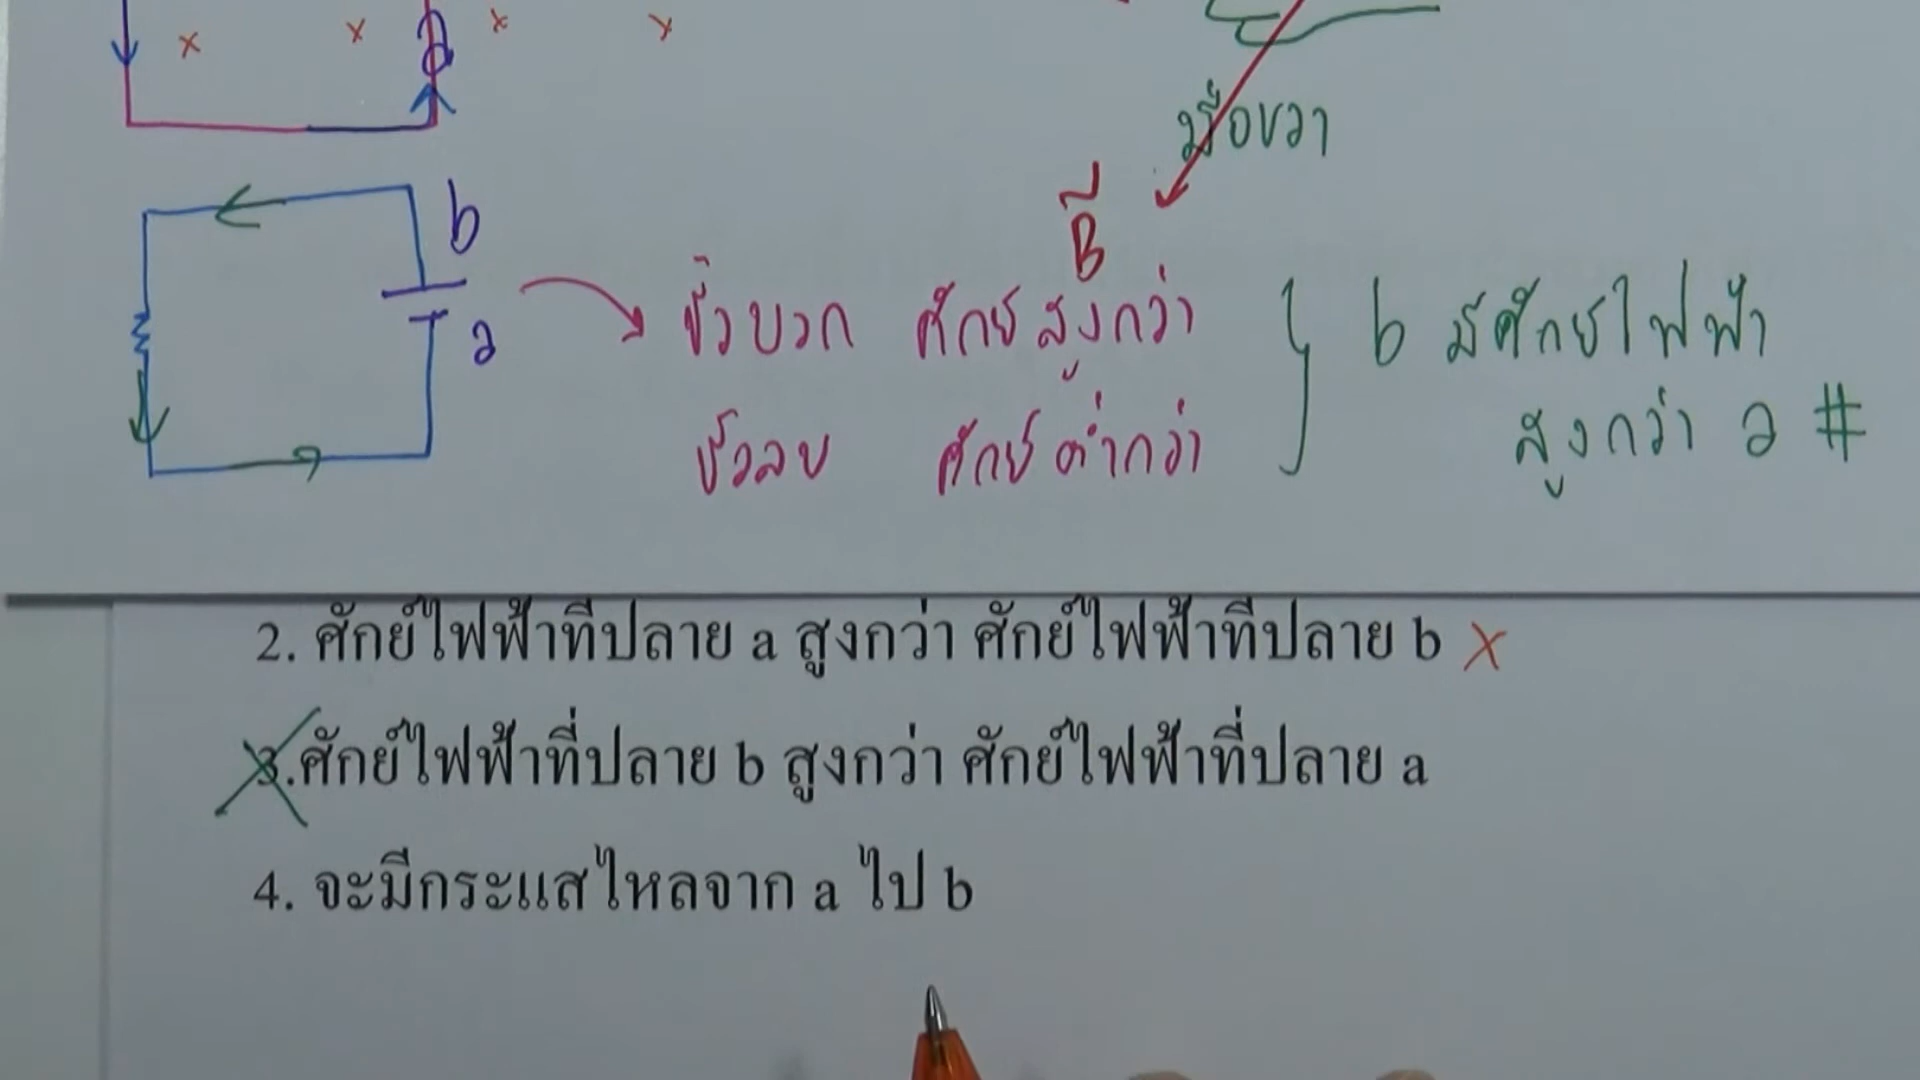 x x x x
a
มือขวา
B
b
a
ขั้วบวก ศักย์สูงกว่า
ขั้วลบ ศักย์ต่ำกว่า
b มีศักย์ไฟฟ้า
สูงกว่า a #
2. ศักย์ไฟฟ้าที่ปลาย a สูงกว่า ศักย์ไฟฟ้าที่ปลาย b x
3.ศักย์ไฟฟ้าที่ปลาย b สูงกว่า ศักย์ไฟฟ้าที่ปลาย a
4. จะมีกระแสไหลจาก a ไป b